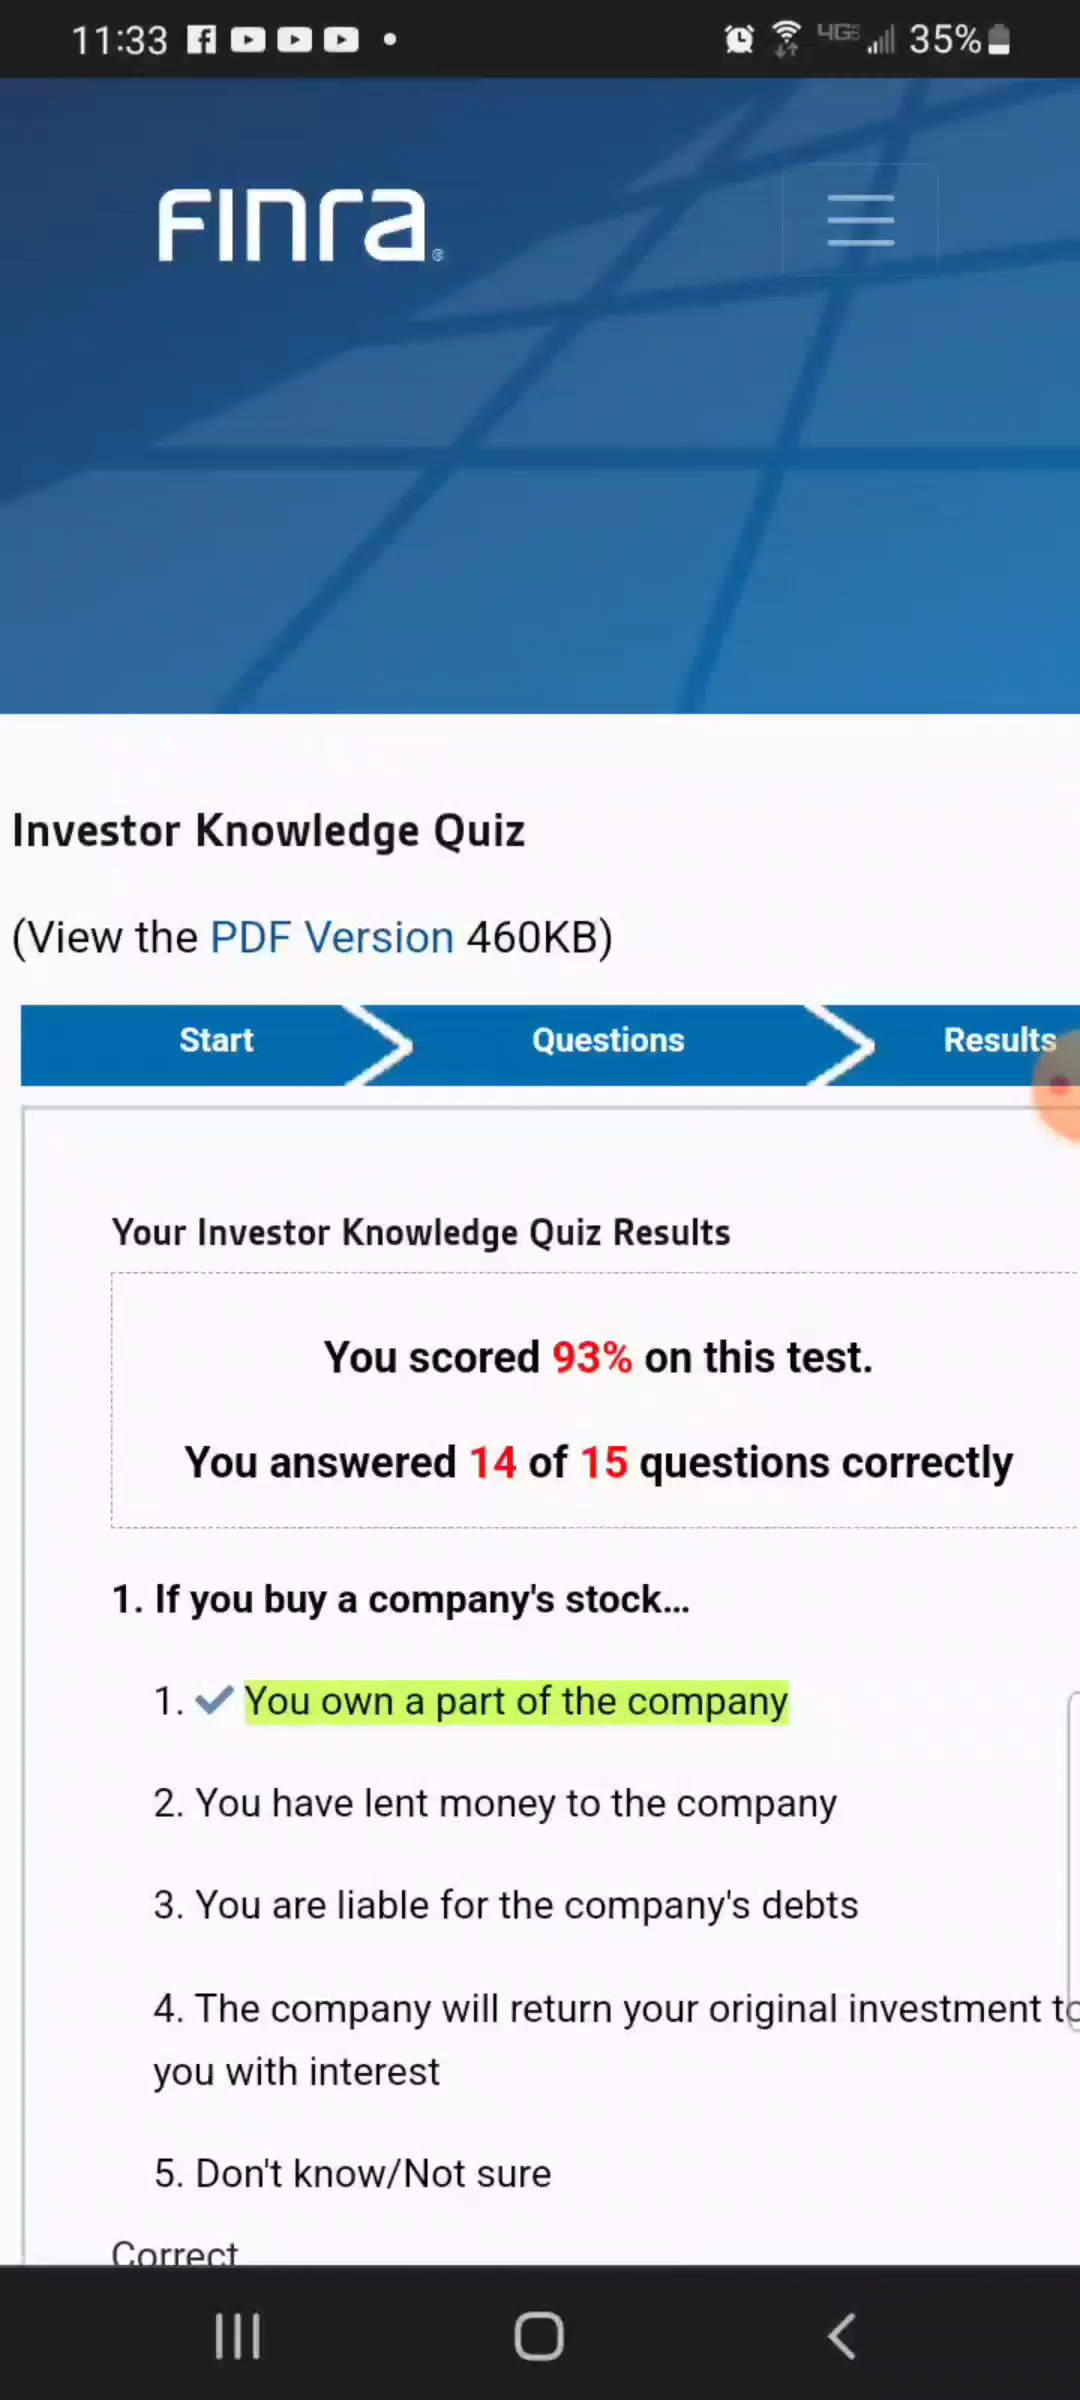 11:33 35%
FINRA
Investor Knowledge Quiz
(View the PDF Version 460KB)
Start Questions Results
Your Investor Knowledge Quiz Results
You scored 93% on this test.
You answered 14 of 15 questions correctly
1. If you buy a company's stock...
1. You own a part of the company
2. You have lent money to the company
3. You are liable for the company's debts
4. The company will return your original investment to
you with interest
5. Don't know/Not sure
Correct